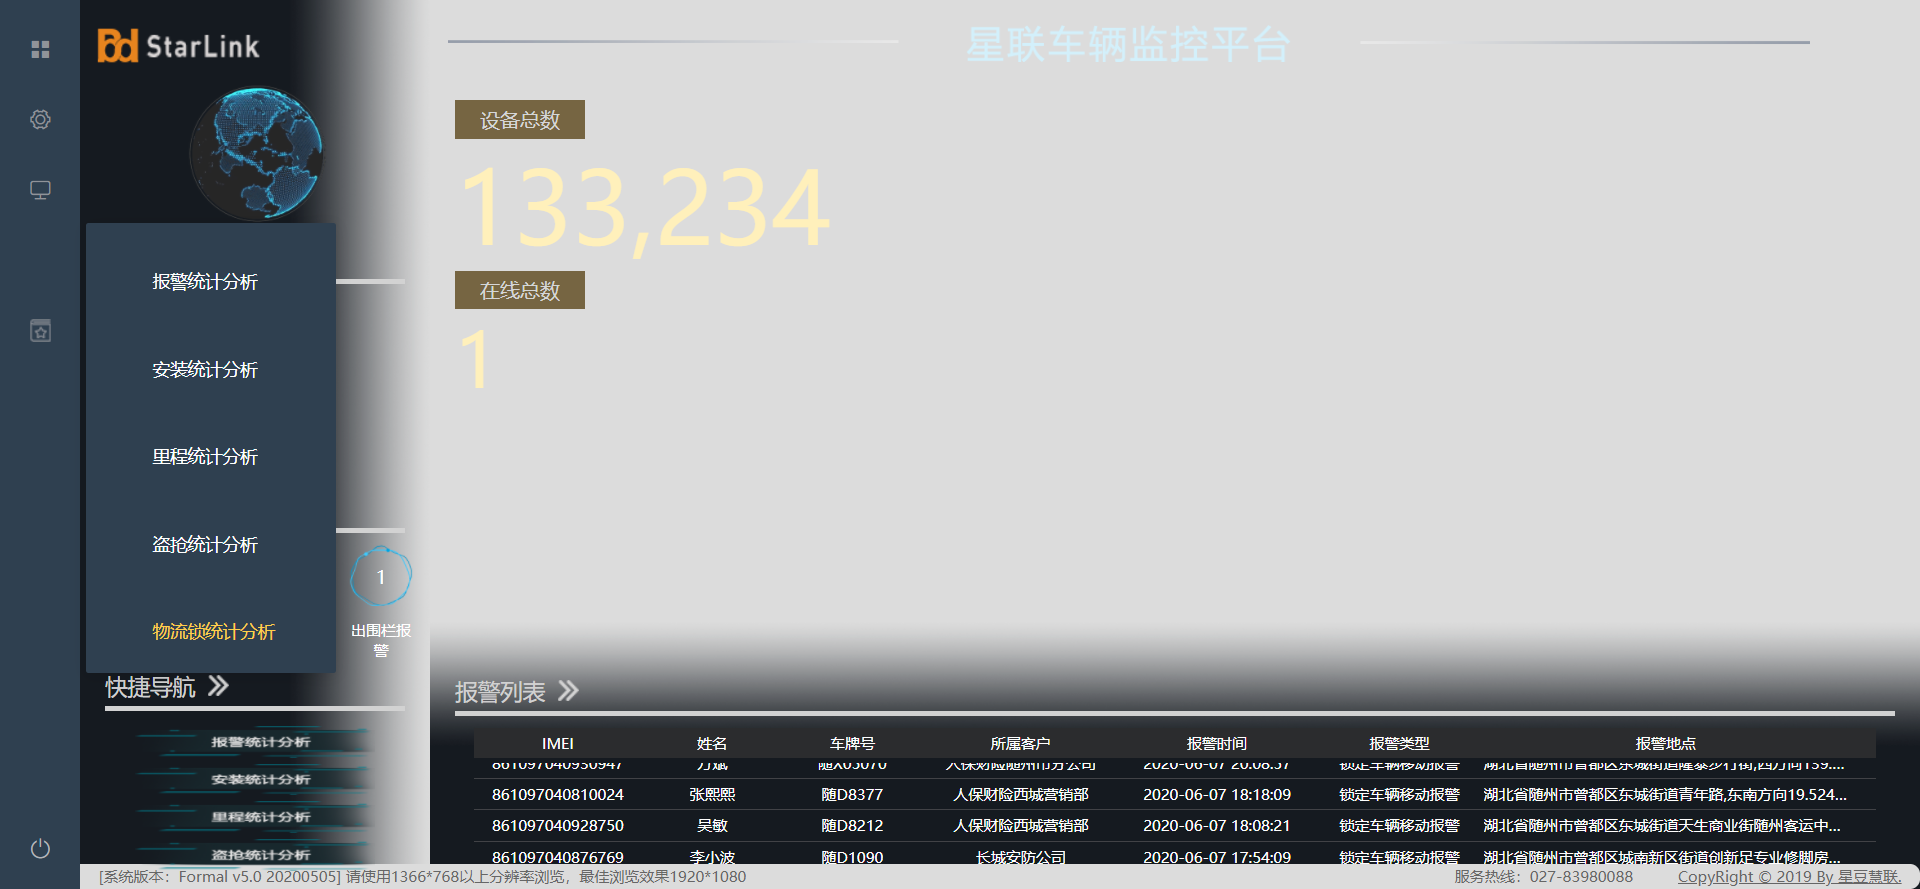 StarLink
星联车辆监控平台
设备总数
133,234
在线总数
1
报警统计分析
安装统计分析
里程统计分析
盗抢统计分析
物流锁统计分析
1
出围栏报
警
快捷导航
报警统计分析
安装统计分析
里程统计分析
盗抢统计分析
报警列表
IMEI 姓名 车牌号 所属客户 报警时间 报警类型 报警地点
861097040810024 张熙熙 随D8377 人保财险西城营销部 2020-06-07 18:18:09 锁定车辆移动报警 湖北省随州市曾都区东城街道青年路,东南方向19.524...
861097040928750 吴敏 随D8212 人保财险西城营销部 2020-06-07 18:08:21 锁定车辆移动报警 湖北省随州市曾都区东城街道天生商业街随州客运中...
861097040876769 李小波 随D1090 长城安防公司 2020-06-07 17:54:09 锁定车辆移动报警 湖北省随州市曾都区城南新区街道创新足专业修脚房...
[系统版本：Formal v5.0 20200505] 请使用1366*768以上分辨率浏览，最佳浏览效果1920*1080
服务热线：027-83980088
CopyRight © 2019 By 星豆慧联.